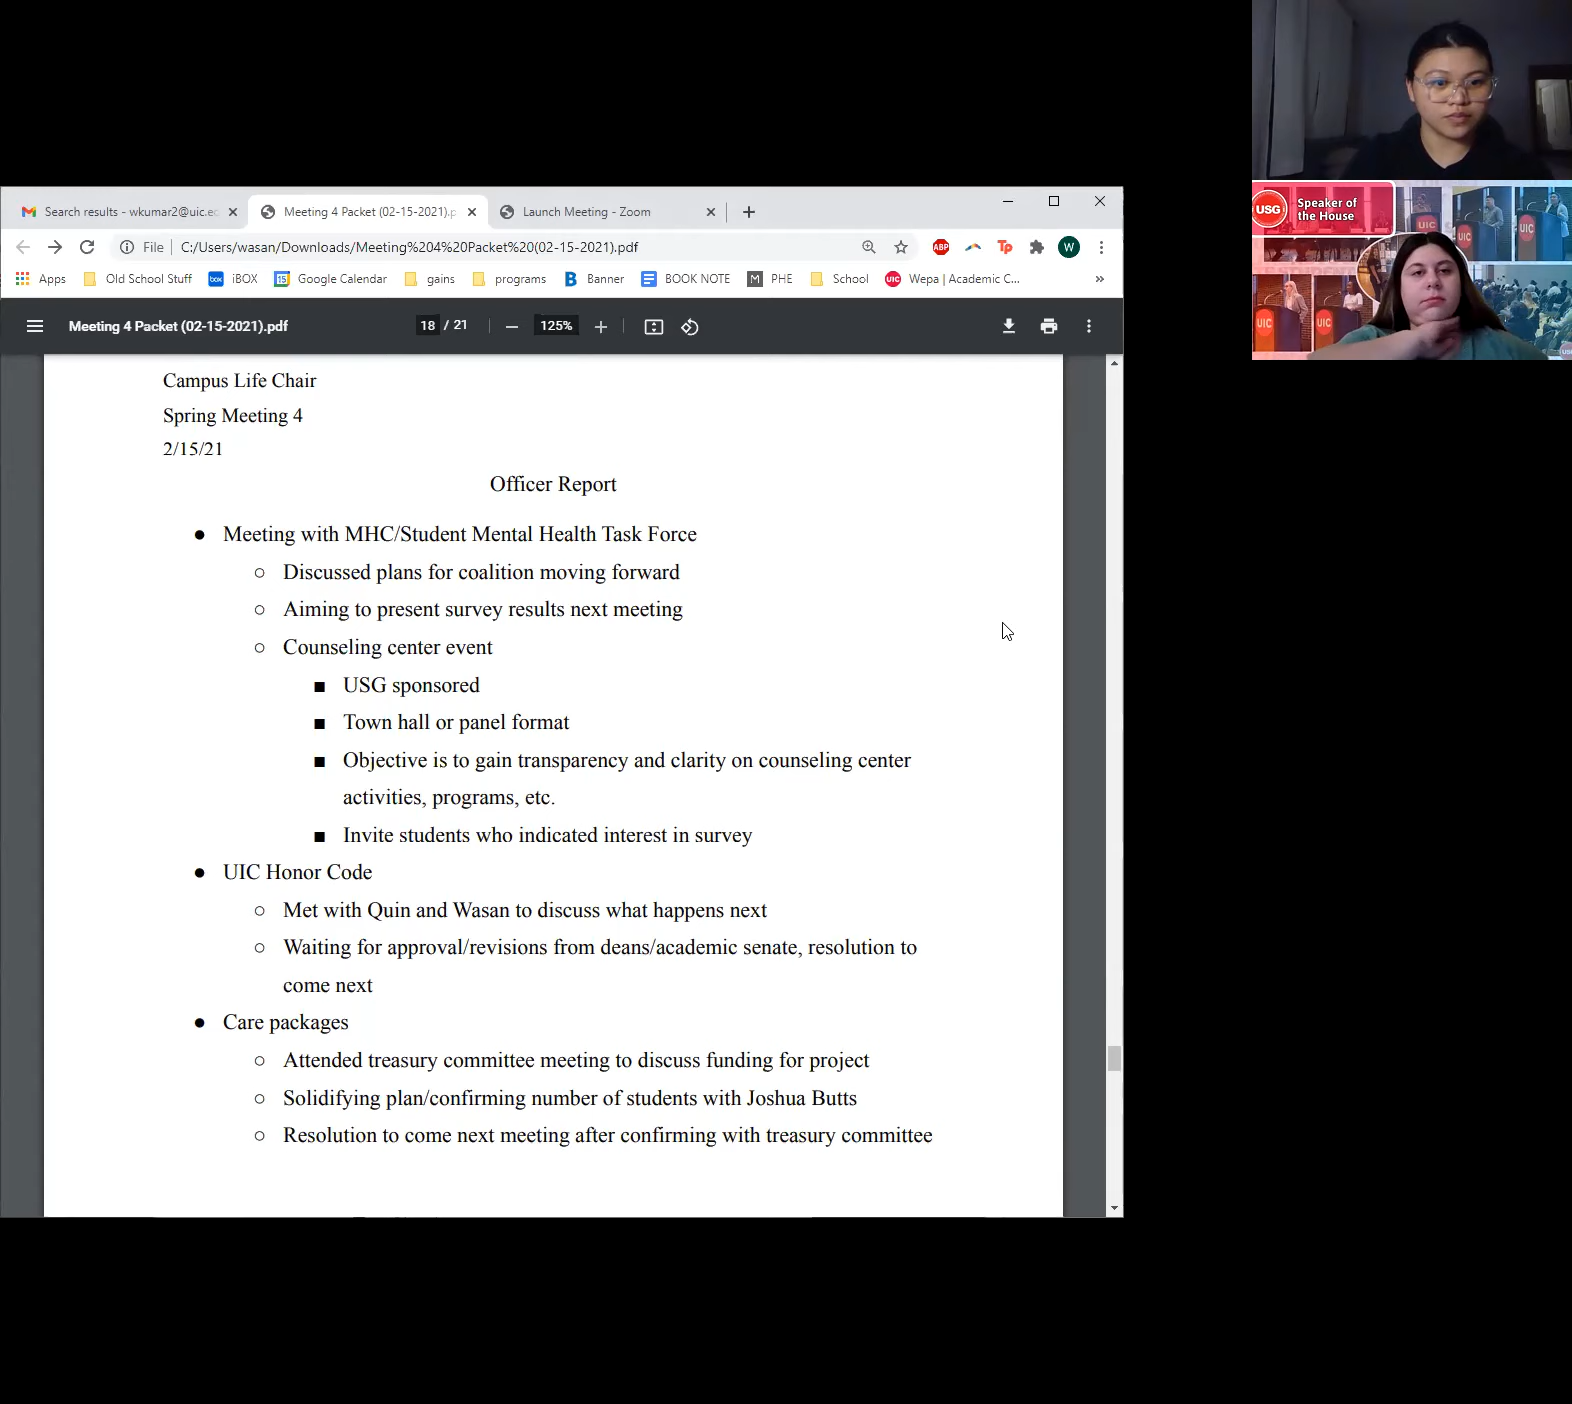 Search results - wkumar2@uic.ec
Meeting 4 Packet (02-15-2021).p
Launch Meeting - Zoom
File
C:/Users/wasan/Downloads/Meeting%204%20Packet%20(02-15-2021).pdf
ABP
Tp
W
Apps
Old School Stuff
box iBOX
15 Google Calendar
gains
programs
B Banner
BOOK NOTE
M PHE
School
UIC Wepa | Academic C...
»
Meeting 4 Packet (02-15-2021).pdf
18 / 21
125%
Campus Life Chair
Spring Meeting 4
2/15/21
Officer Report
● Meeting with MHC/Student Mental Health Task Force
○ Discussed plans for coalition moving forward
○ Aiming to present survey results next meeting
○ Counseling center event
■ USG sponsored
■ Town hall or panel format
■ Objective is to gain transparency and clarity on counseling center
activities, programs, etc.
■ Invite students who indicated interest in survey
● UIC Honor Code
○ Met with Quin and Wasan to discuss what happens next
○ Waiting for approval/revisions from deans/academic senate, resolution to
come next
● Care packages
○ Attended treasury committee meeting to discuss funding for project
○ Solidifying plan/confirming number of students with Joshua Butts
○ Resolution to come next meeting after confirming with treasury committee
USG
Speaker of
the House
UIC
UIC
UIC
UIC
UIC